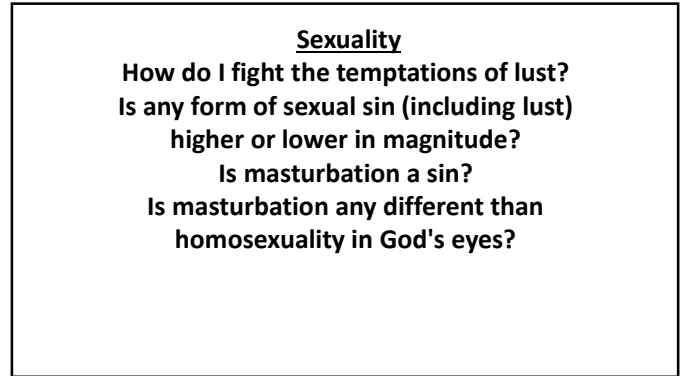 Sexuality
How do I fight the temptations of lust?
Is any form of sexual sin (including lust)
higher or lower in magnitude?
Is masturbation a sin?
Is masturbation any different than
homosexuality in God's eyes?